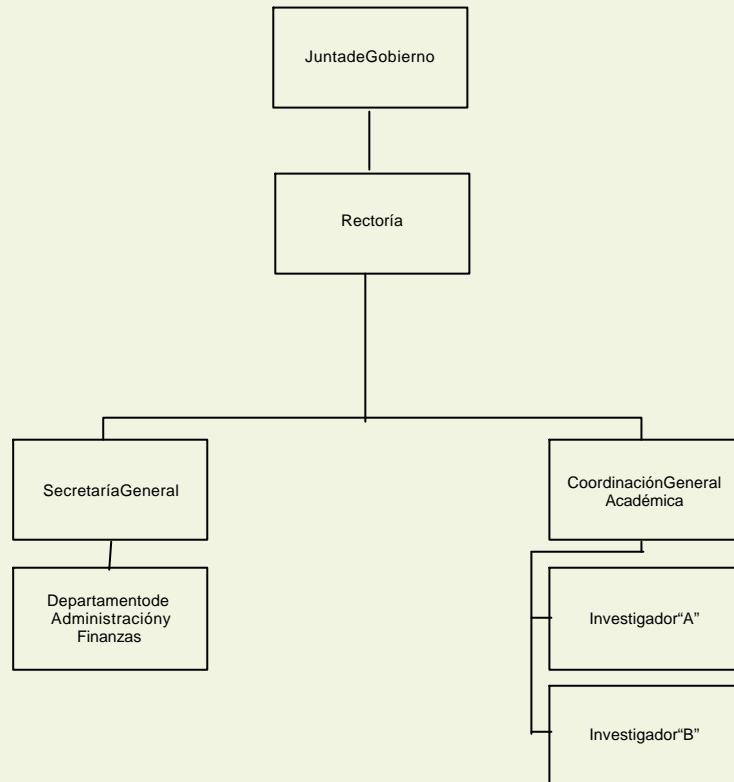 JuntadeGobierno
Rectoría
SecretaríaGeneral
CoordinaciónGeneral
Académica
Departamentode
Administracióny
Finanzas
Investigador“A”
Investigador“B”